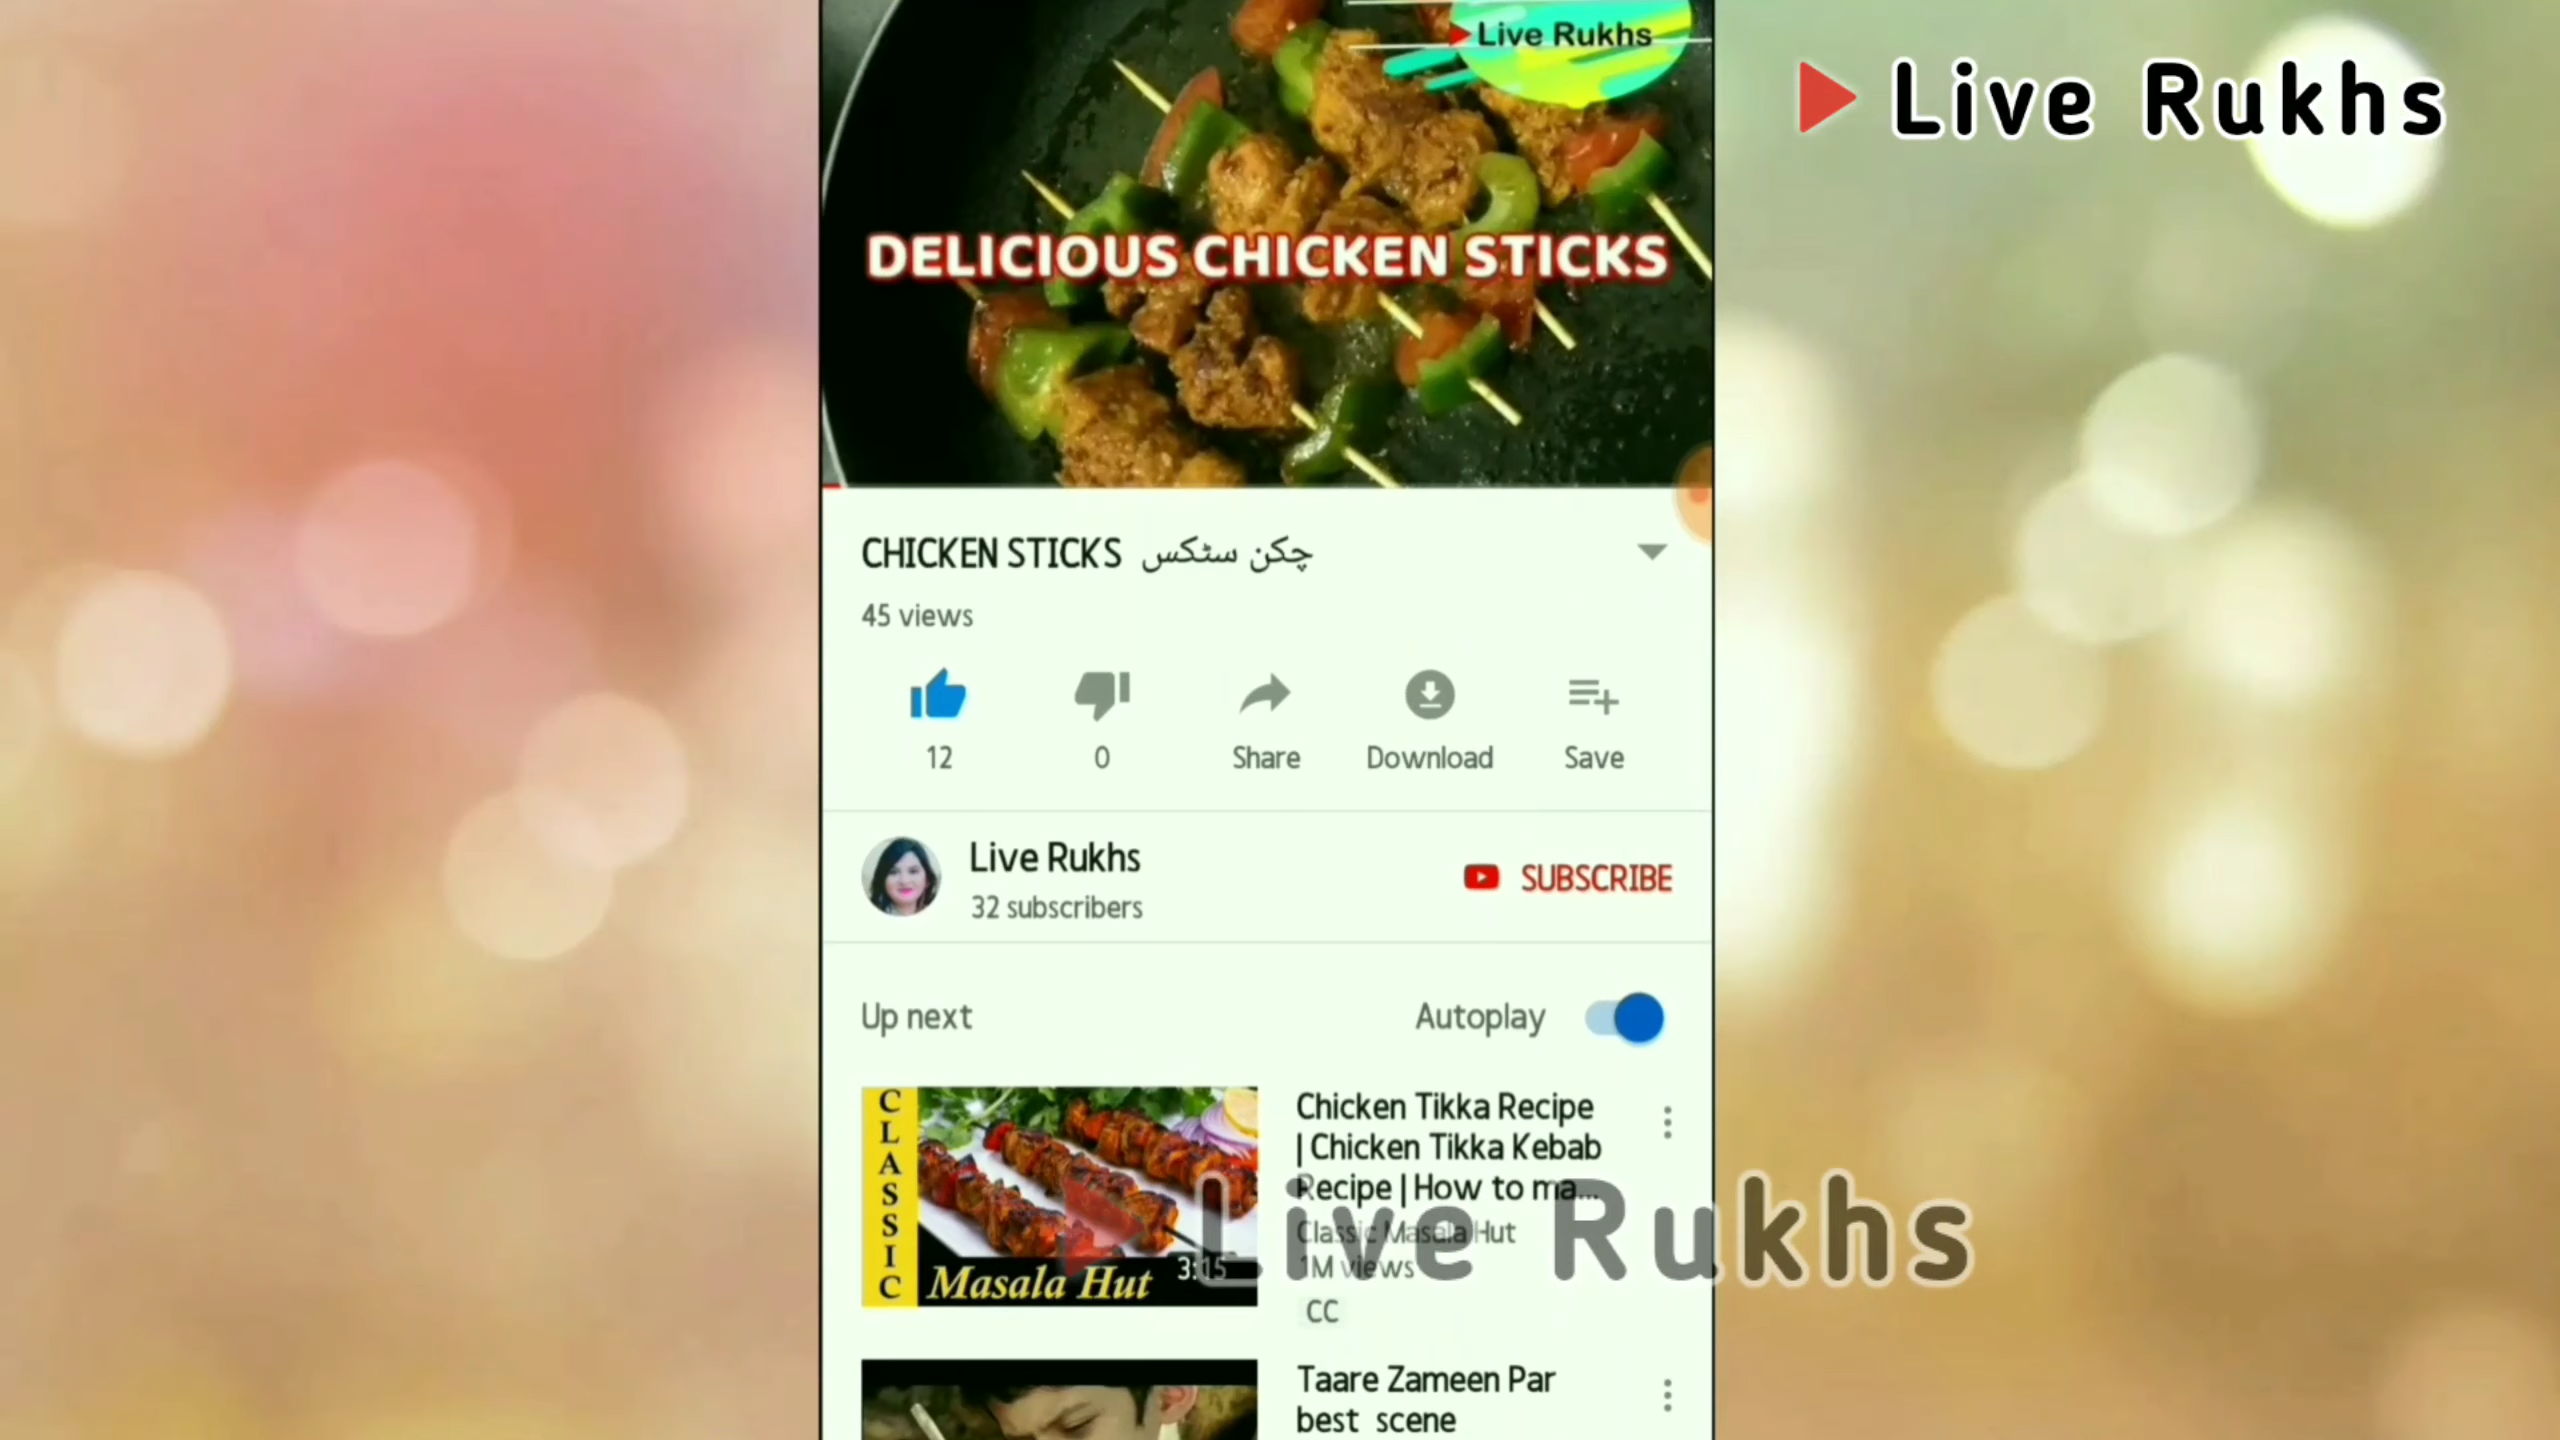 Live Rukhs
Live Rukhs
DELICIOUS CHICKEN STICKS
CHICKEN STICKS چکن سٹکس
45 views
12
0
Share
Download
Save
Live Rukhs
32 subscribers
SUBSCRIBE
Up next
Autoplay
CLASSIC
Masala Hut
3:15
Chicken Tikka Recipe
| Chicken Tikka Kebab
Recipe | How to ma...
Classic Masala Hut
1M views
CC
Live Rukhs
Taare Zameen Par
best scene